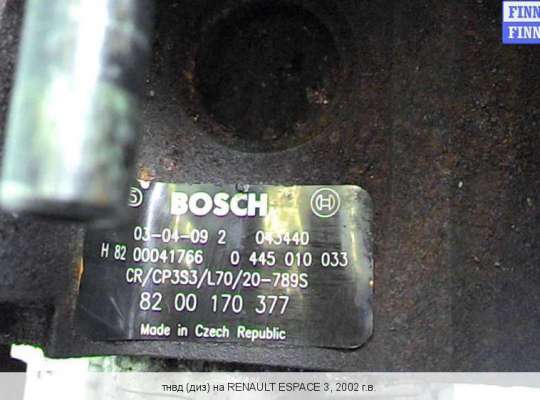 FINN
FINN
BOSCH
03-04-09 2 043440
H 82 00041766 0 445 010 033
CR/CP3S3/L70/20-789S
82 00 170 377
Made in Czech Republic
тнвд (диз) на RENAULT ESPACE 3, 2002 г.в.